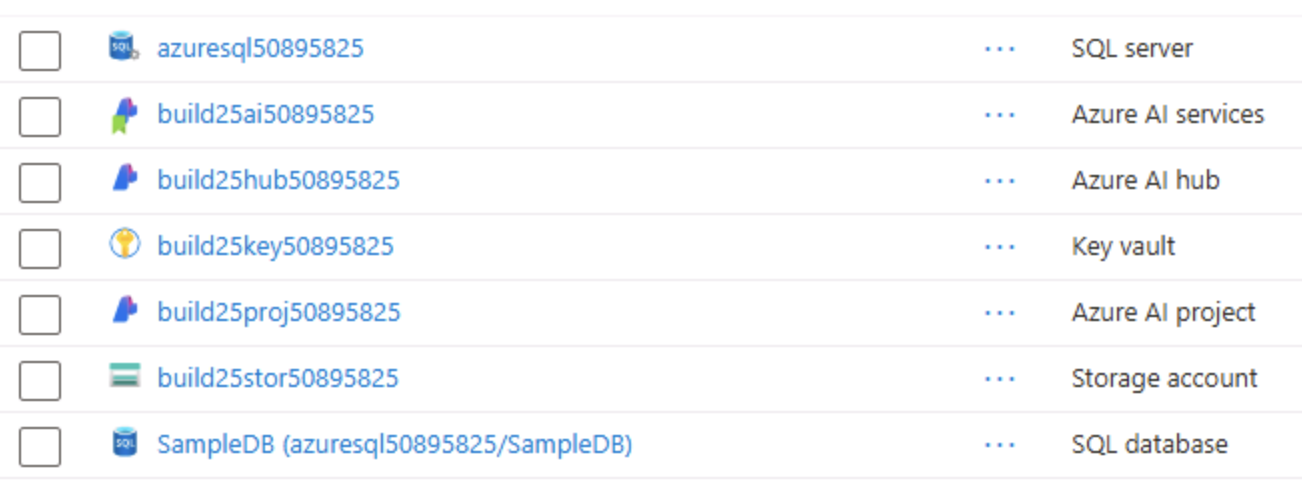 azuresql50895825 ... SQL server
build25ai50895825 ... Azure AI services
build25hub50895825 ... Azure AI hub
build25key50895825 ... Key vault
build25proj50895825 ... Azure AI project
build25stor50895825 ... Storage account
SampleDB (azuresql50895825/SampleDB) ... SQL database